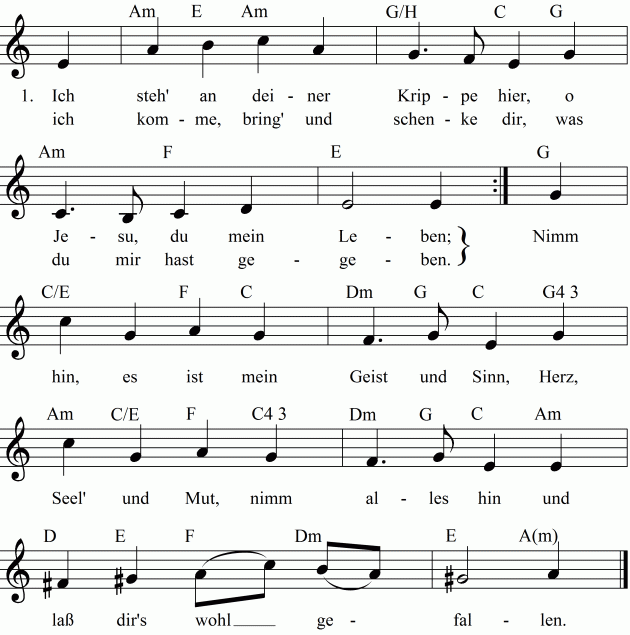 Am E Am G/H C G
1. Ich steh' an dei - ner Krip - pe hier, o
ich kom - me, bring' und schen - ke dir, was
Am F E G
Je - su, du mein Le - ben; } Nimm
du mir hast ge - ge - ben.
C/E F C Dm G C G4 3
hin, es ist mein Geist und Sinn, Herz,
Am C/E F C4 3 Dm G C Am
Seel' und Mut, nimm al - les hin und
D E F Dm E A(m)
laß dir's wohl____ ge - fal - len.